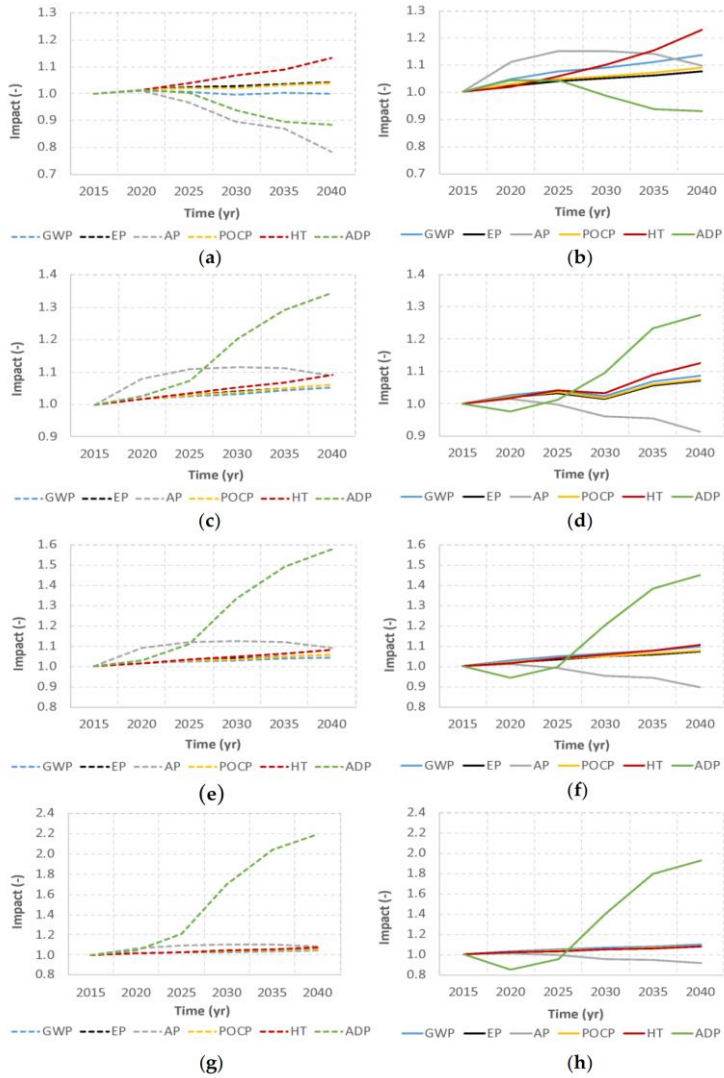 1.3
1.2
1.1
1.0
0.9
0.8
0.7
Impact (-)
2015 2020 2025 2030 2035 2040
Time (yr)
GWP EP AP POCP HT ADP
(a)
1.3
1.2
1.1
1.0
0.9
0.8
0.7
Impact (-)
2015 2020 2025 2030 2035 2040
Time (yr)
GWP EP AP POCP HT ADP
(b)
1.4
1.3
1.2
1.1
1.0
0.9
Impact (-)
2015 2020 2025 2030 2035 2040
Time (yr)
GWP EP AP POCP HT ADP
(c)
1.4
1.3
1.2
1.1
1.0
0.9
Impact (-)
2015 2020 2025 2030 2035 2040
Time (yr)
GWP EP AP POCP HT ADP
(d)
1.6
1.5
1.4
1.3
1.2
1.1
1.0
0.9
0.8
Impact (-)
2015 2020 2025 2030 2035 2040
Time (yr)
GWP EP AP POCP HT ADP
(e)
1.6
1.5
1.4
1.3
1.2
1.1
1.0
0.9
0.8
Impact (-)
2015 2020 2025 2030 2035 2040
Time (yr)
GWP EP AP POCP HT ADP
(f)
2.4
2.2
2.0
1.8
1.6
1.4
1.2
1.0
0.8
Impact (-)
2015 2020 2025 2030 2035 2040
Time (yr)
GWP EP AP POCP HT ADP
(g)
2.4
2.2
2.0
1.8
1.6
1.4
1.2
1.0
0.8
Impact (-)
2015 2020 2025 2030 2035 2040
Time (yr)
GWP EP AP POCP HT ADP
(h)